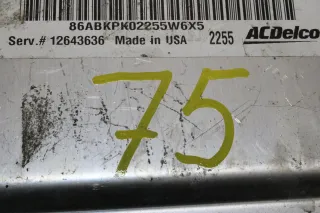 86ABKPK02255W6X5
Serv.# 12643636 Made in USA 2255 ACDelco
75